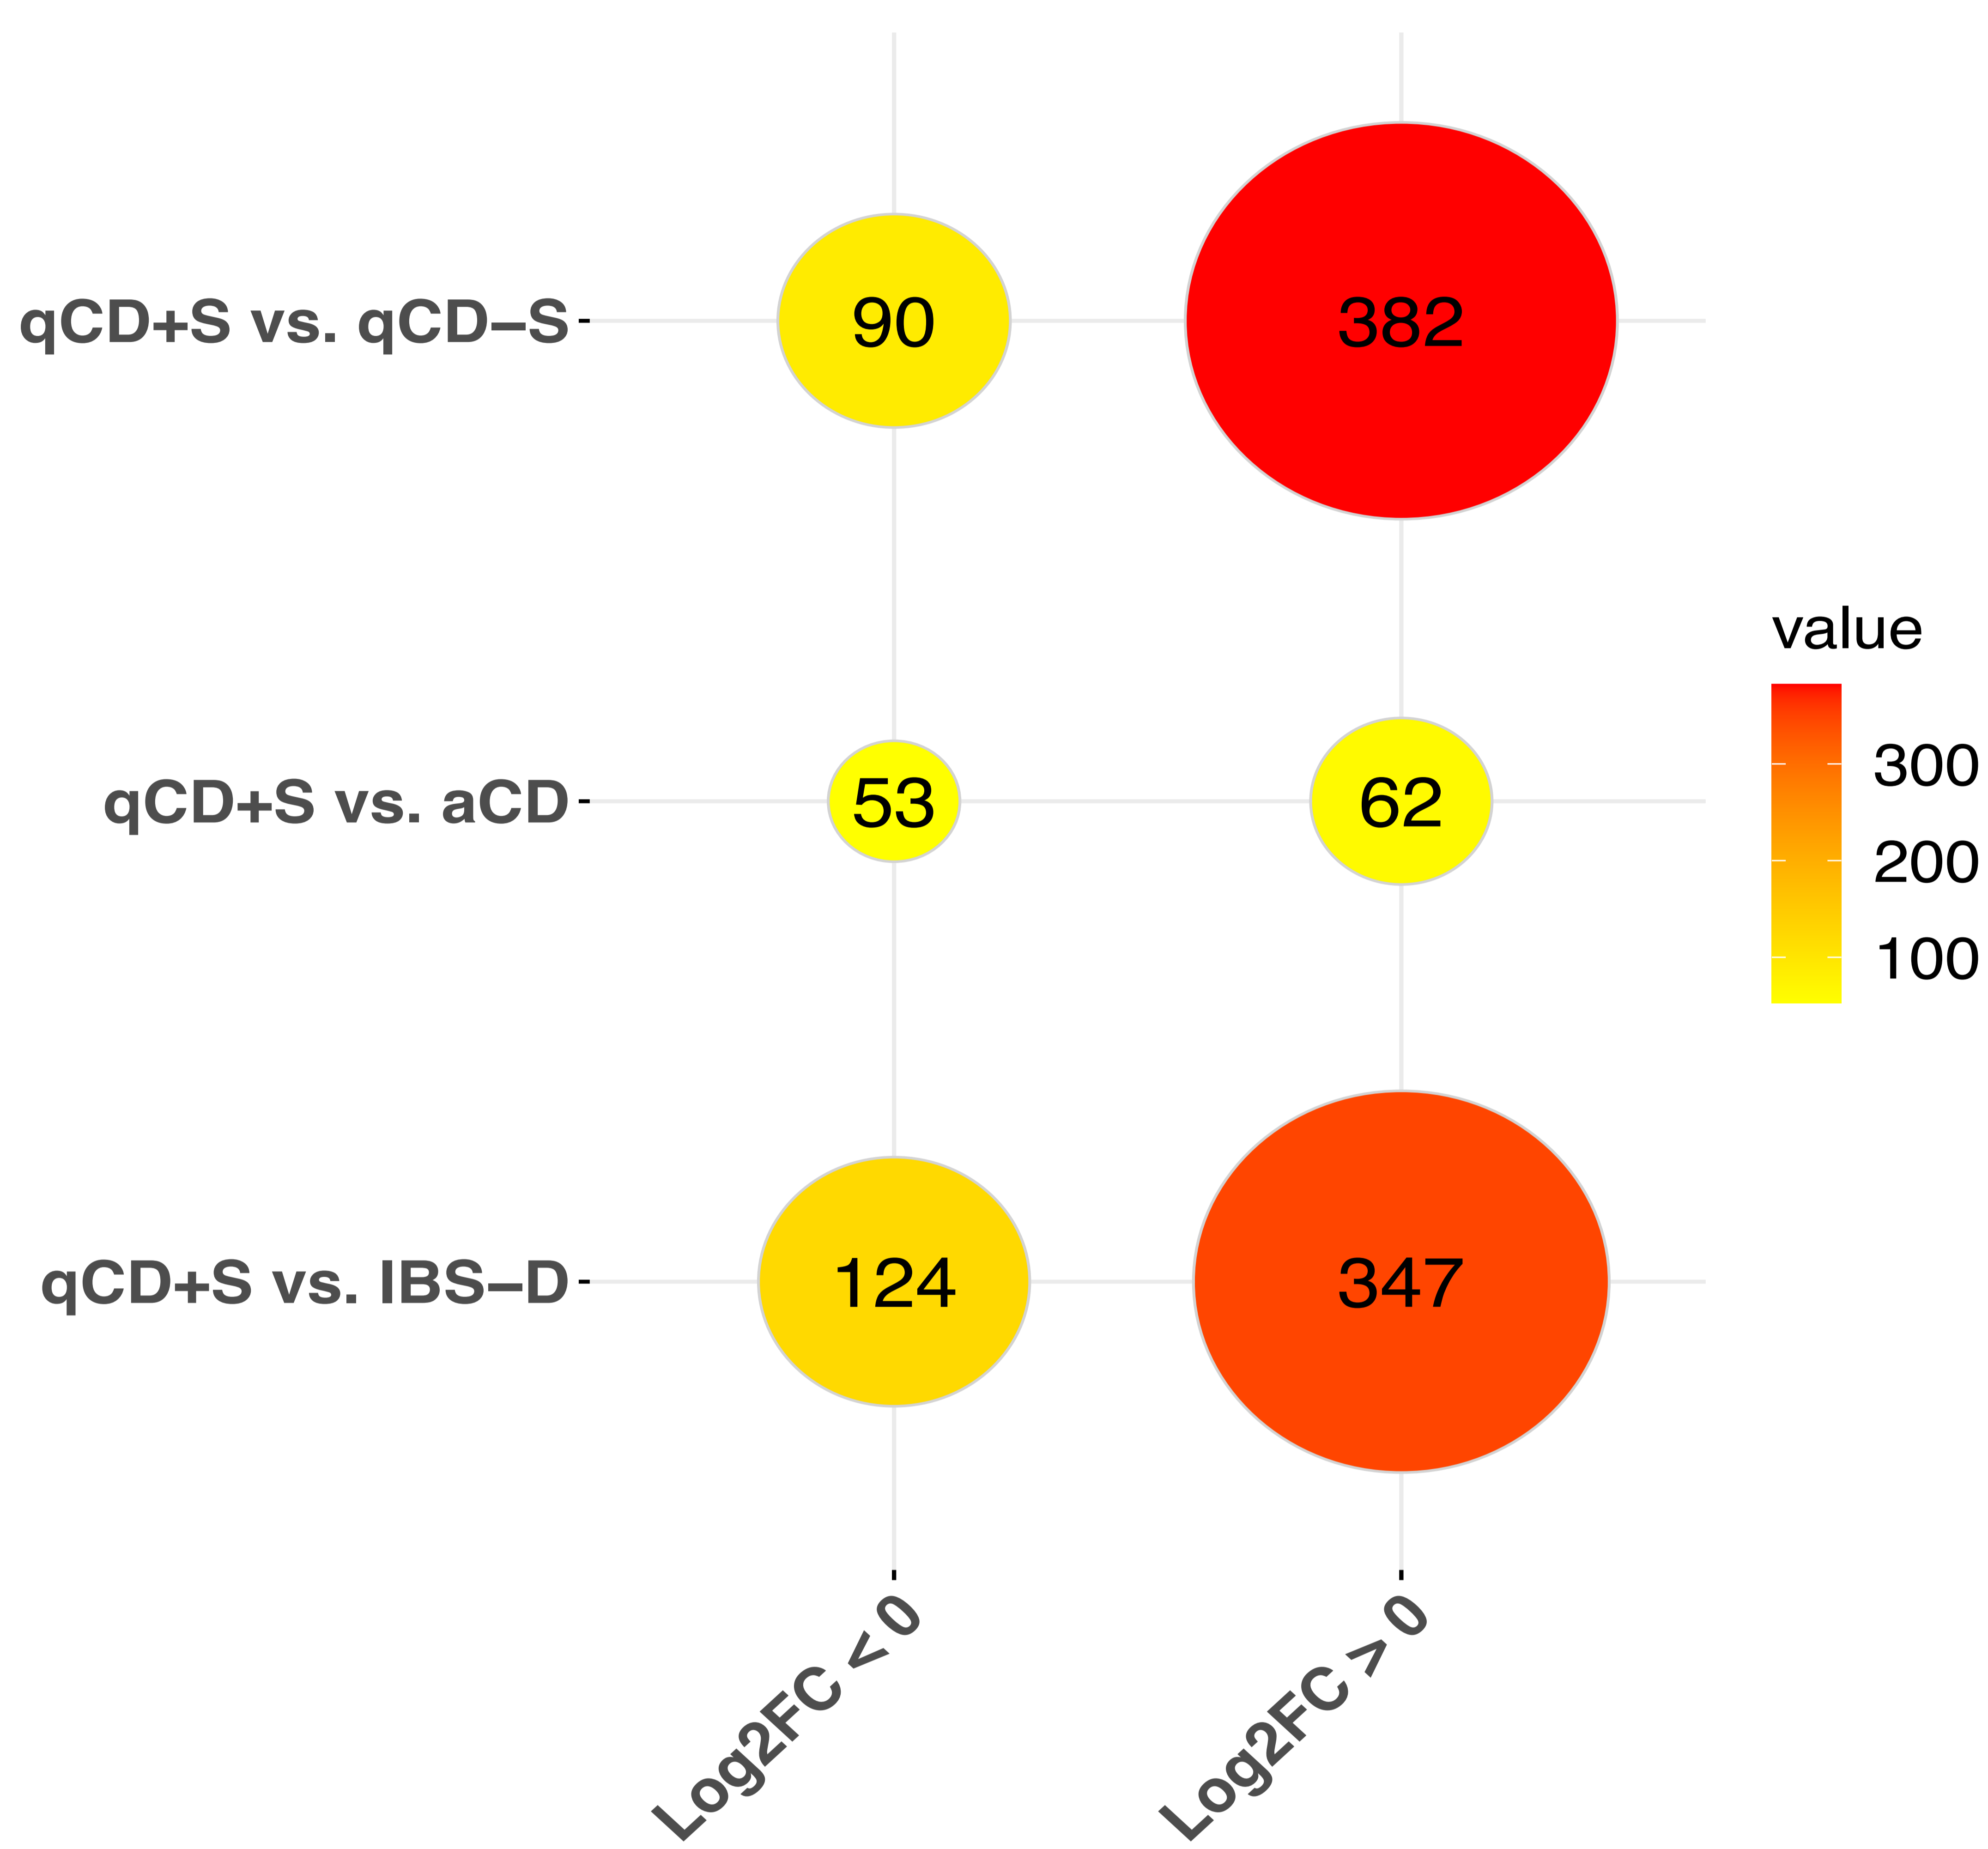 qCD+S vs. qCD–S
90
382
qCD+S vs. aCD
53
62
qCD+S vs. IBS–D
124
347
Log2FC < 0
Log2FC > 0
value
300
200
100